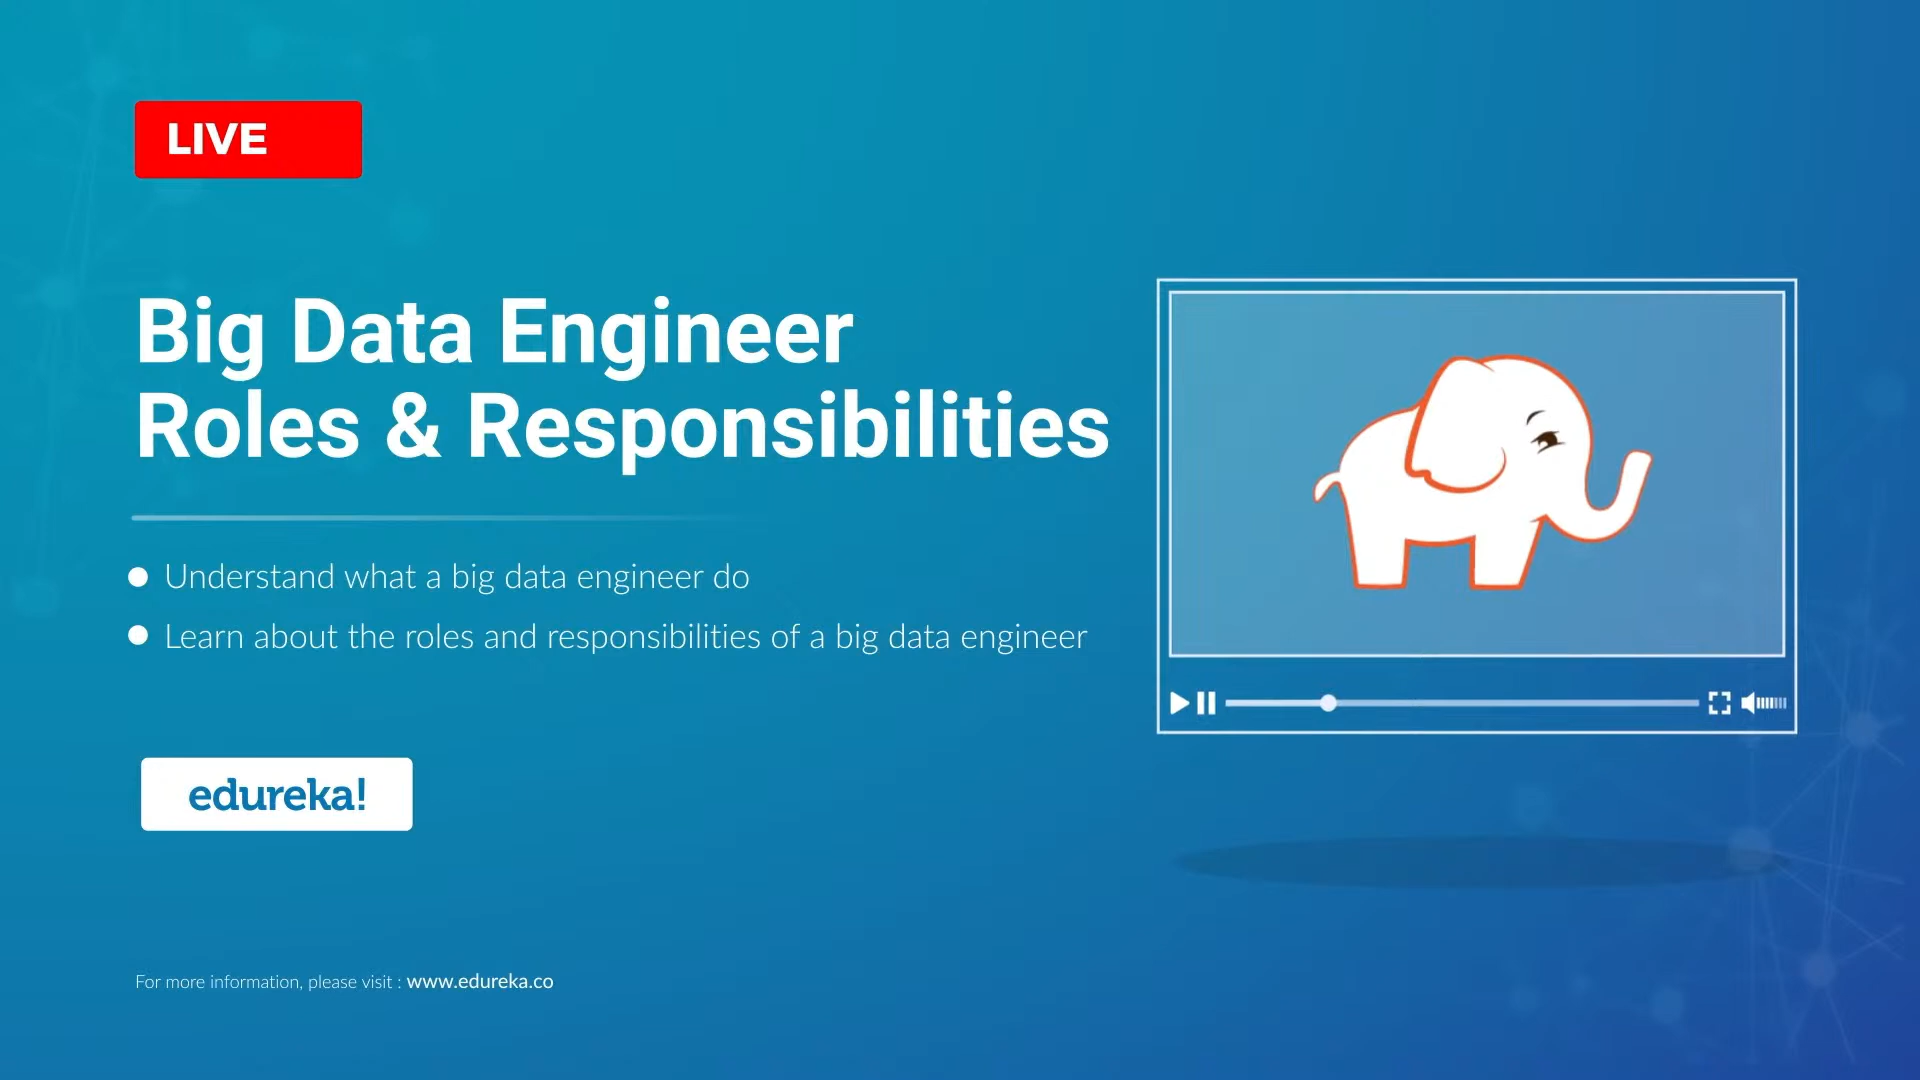 LIVE
Big Data Engineer
Roles & Responsibilities
Understand what a big data engineer do
Learn about the roles and responsibilities of a big data engineer
edureka!
For more information, please visit : www.edureka.co